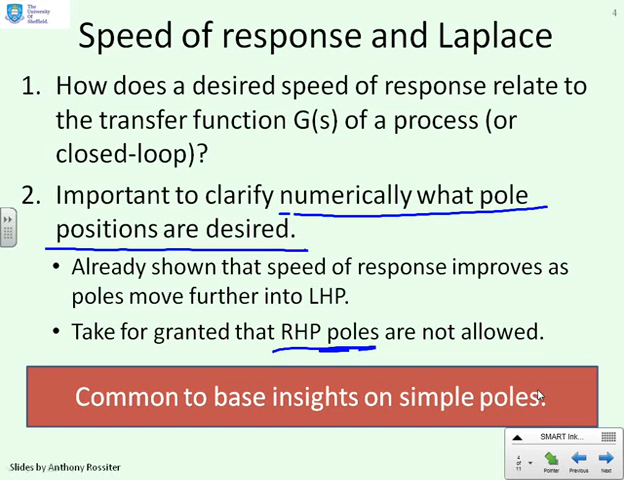 The
University
Of
Sheffield.
4
Speed of response and Laplace
1. How does a desired speed of response relate to
the transfer function G(s) of a process (or
closed-loop)?
2. Important to clarify numerically what pole
positions are desired.
• Already shown that speed of response improves as
poles move further into LHP.
• Take for granted that RHP poles are not allowed.
Common to base insights on simple poles.
SMART Ink...
4
of
11
Pointer
Previous
Next
Slides by Anthony Rossiter